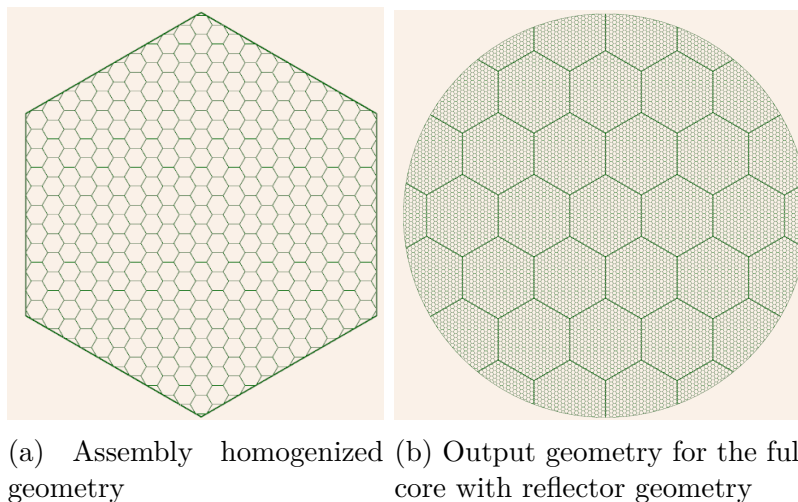 (a) Assembly homogenized
geometry
(b) Output geometry for the ful
core with reflector geometry